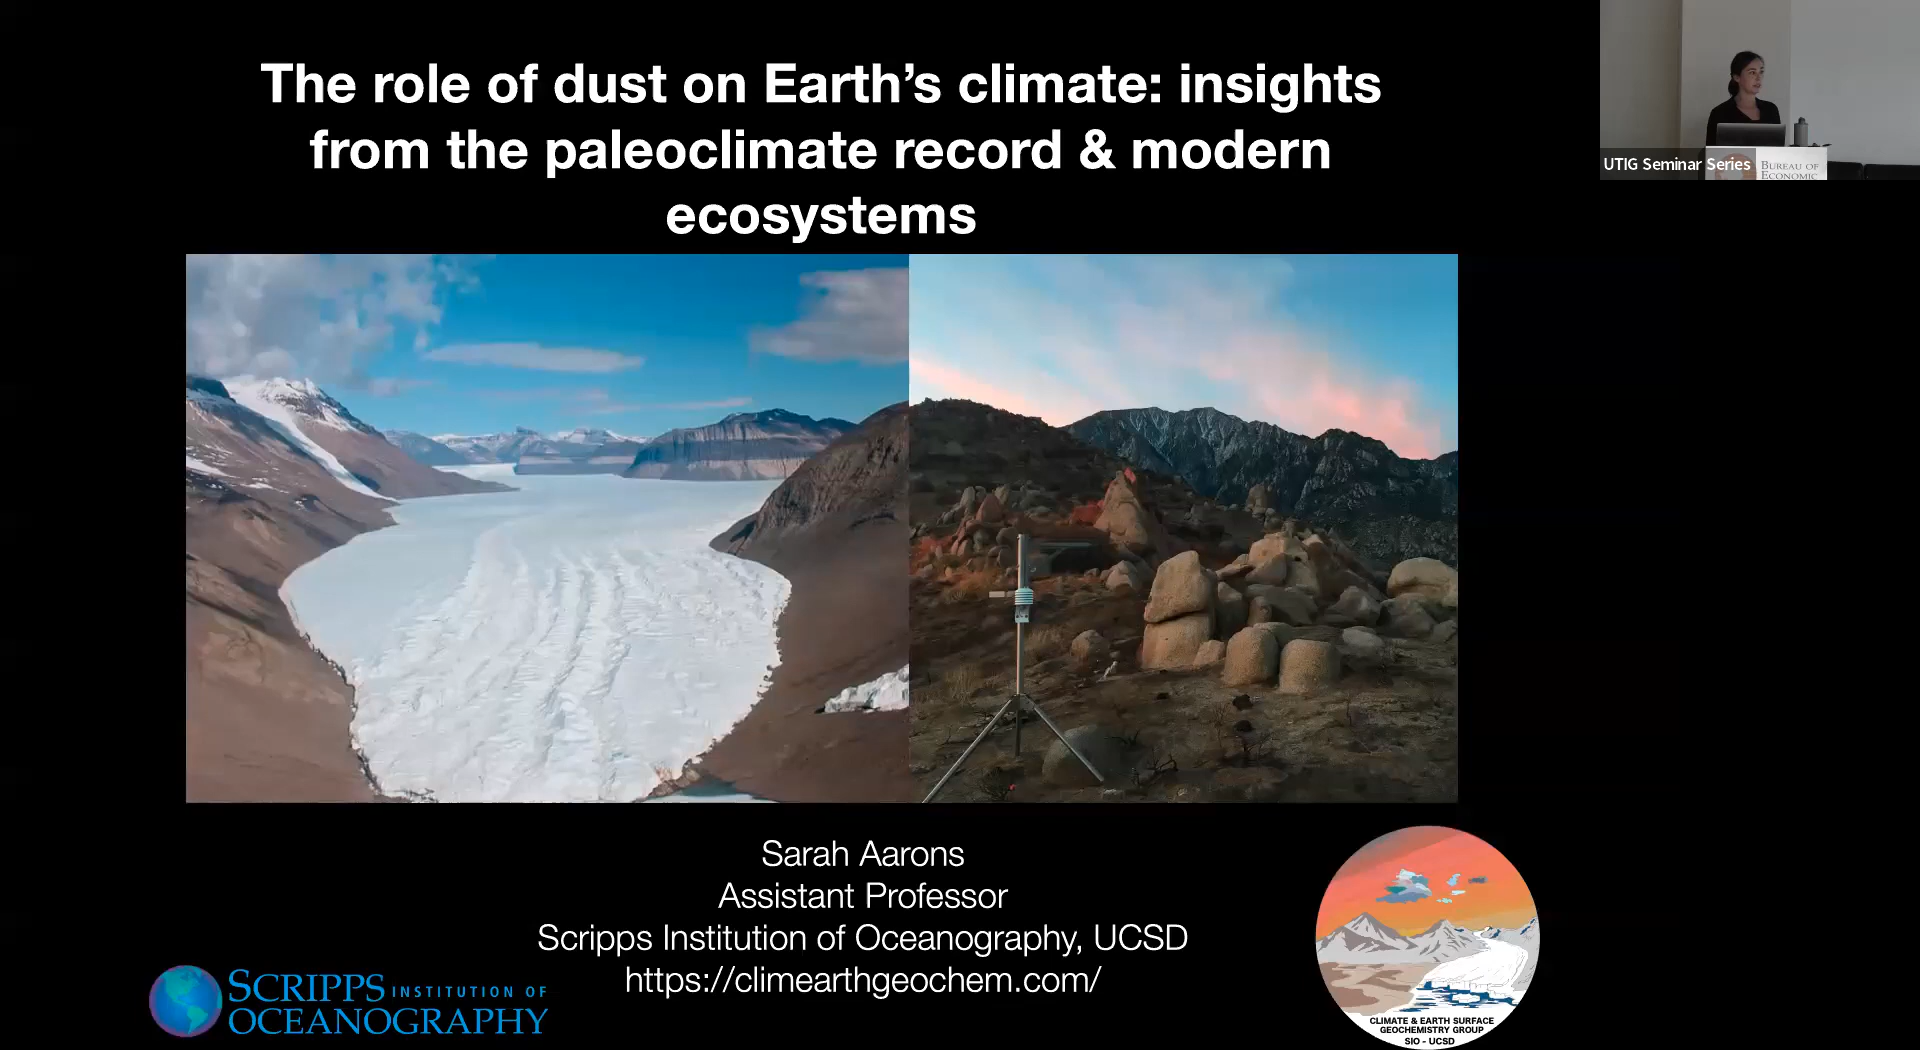 The role of dust on Earth’s climate: insights
from the paleoclimate record & modern
ecosystems
UTIG Seminar Series
BUREAU OF
ECONOMIC
Sarah Aarons
Assistant Professor
Scripps Institution of Oceanography, UCSD
https://climearthgeochem.com/
SCRIPPS INSTITUTION OF
OCEANOGRAPHY
CLIMATE & EARTH SURFACE
GEOCHEMISTRY GROUP
SIO - UCSD